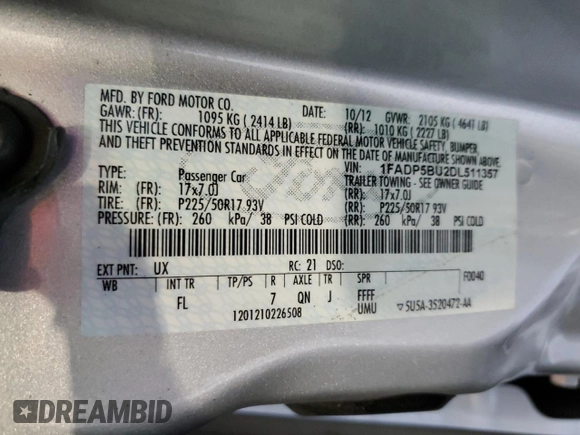 MFD. BY FORD MOTOR CO.
DATE: 10/12 GVWR: 2105 KG ( 4641 LB)
GAWR: (FR): 1095 KG ( 2414 LB) (RR): 1010 KG ( 2227 LB)
THIS VEHICLE CONFORMS TO ALL APPLICABLE FEDERAL MOTOR VEHICLE SAFETY, BUMPER,
AND THEFT PREVENTION STANDARDS IN EFFECT ON THE DATE OF MANUFACTURE SHOWN ABOVE.
VIN: 1FADP5BU2DL511357
TYPE: Passenger Car TRAILER TOWING - SEE OWNER GUIDE
RIM: (FR): 17x7.0J (RR): 17x7.0J
TIRE: (FR): P225/50R17 93V (RR): P225/50R17 93V
PRESSURE: (FR): 260 kPa/ 38 PSI COLD (RR): 260 kPa/ 38 PSI COLD
EXT PNT: UX RC: 21 DSO: F0040
WB INT TR TP/PS R AXLE TR SPR
FL 7 QN J FFFF
1201210226508 UMU ▽5U5A-3520472-AA
DREAMBID